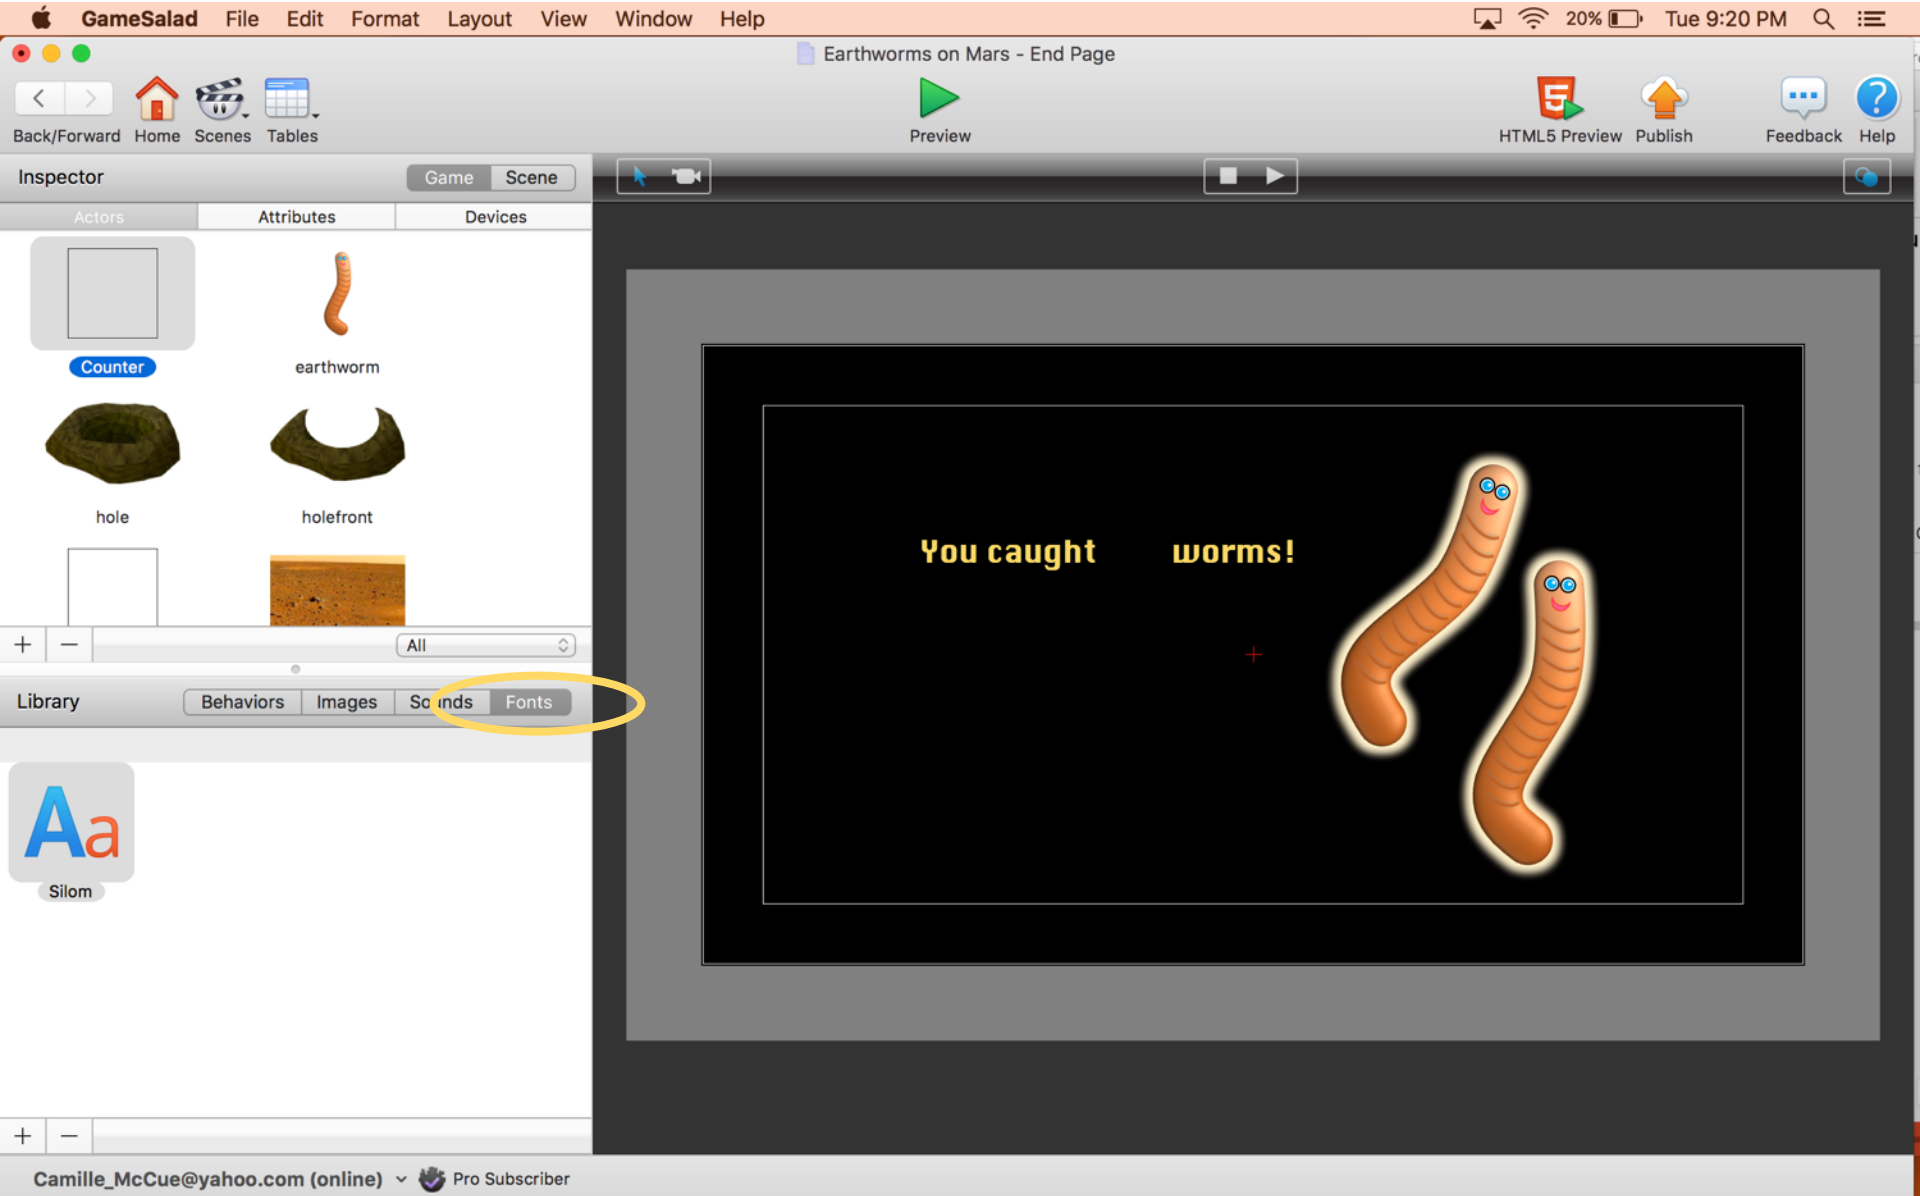 GameSalad File Edit Format Layout View Window Help 20% Tue 9:20 PM
Earthworms on Mars - End Page
Back/Forward Home Scenes Tables Preview HTML5 Preview Publish Feedback Help
Inspector Game Scene
Actors Attributes Devices
Counter earthworm
hole holefront
All
Library Behaviors Images Sounds Fonts
Aa
Silom
You caught worms!
Camille_McCue@yahoo.com (online) Pro Subscriber